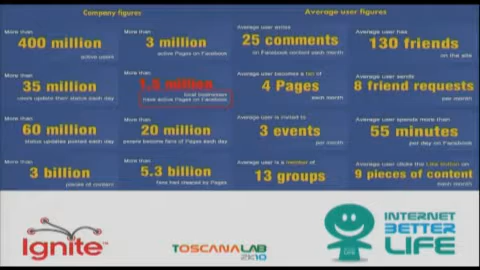 Company figures
Average user figures
More than
400 million
active users
More than
3 million
active Pages on Facebook
Average user writes
25 comments
on Facebook content each month
Average user has
130 friends
on the site
More than
35 million
users update their status each day
More than
1.5 million
local businesses
have active Pages on Facebook
Average user becomes a fan of
4 Pages
each month
Average user sends
8 friend requests
per month
More than
60 million
status updates posted each day
More than
20 million
people become fans of Pages each day
Average user is invited to
3 events
per month
Average user spends more than
55 minutes
per day on Facebook
More than
3 billion
pieces of content
More than
5.3 billion
fans had created by Pages
Average user is a member of
13 groups
Average user clicks the Like button on
9 pieces of content
each month
Ignite
TOSCANALAB
2K10
INTERNET
BETTER
LIFE